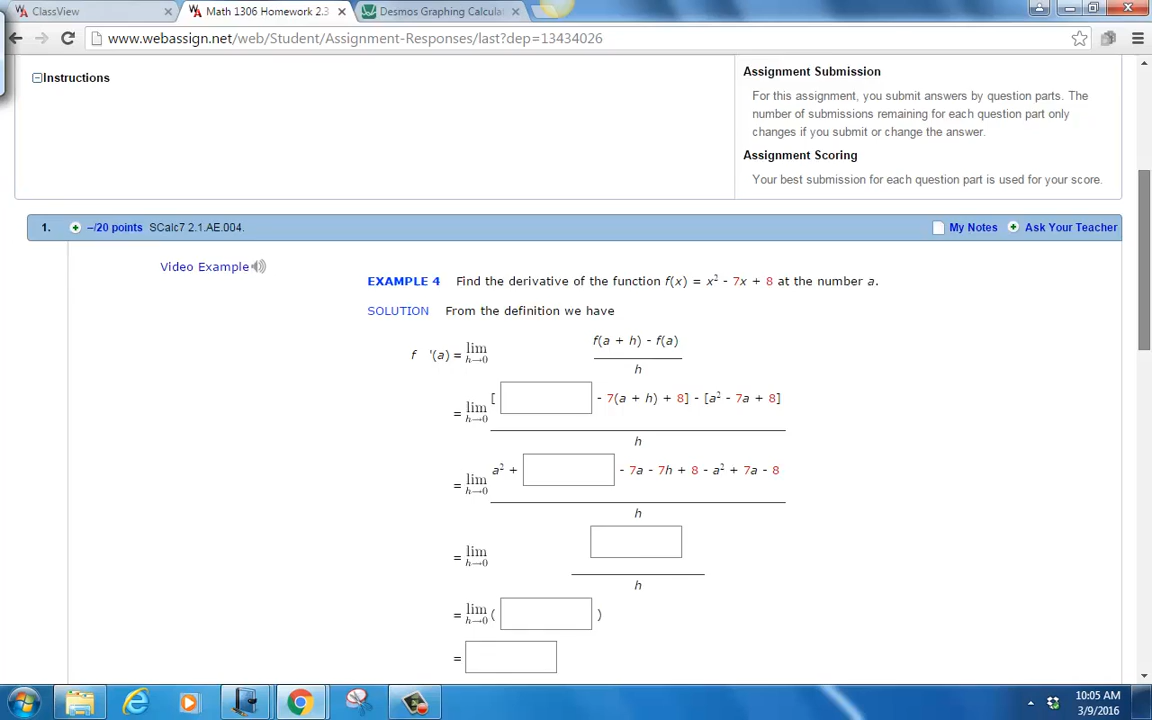 ClassView
Math 1306 Homework 2.3
Desmos Graphing Calculat
www.webassign.net/web/Student/Assignment-Responses/last?dep=13434026
Instructions
Assignment Submission
For this assignment, you submit answers by question parts. The
number of submissions remaining for each question part only
changes if you submit or change the answer.
Assignment Scoring
Your best submission for each question part is used for your score.
1. –/20 points SCalc7 2.1.AE.004. My Notes Ask Your Teacher
Video Example
EXAMPLE 4 Find the derivative of the function f(x) = x² - 7x + 8 at the number a.
SOLUTION From the definition we have
f '(a) = lim h→0 f(a + h) - f(a)
h
= lim h→0 [ - 7(a + h) + 8] - [a² - 7a + 8]
h
= lim h→0 a² + - 7a - 7h + 8 - a² + 7a - 8
h
= lim h→0
h
= lim h→0 ( )
=
10:05 AM
3/9/2016